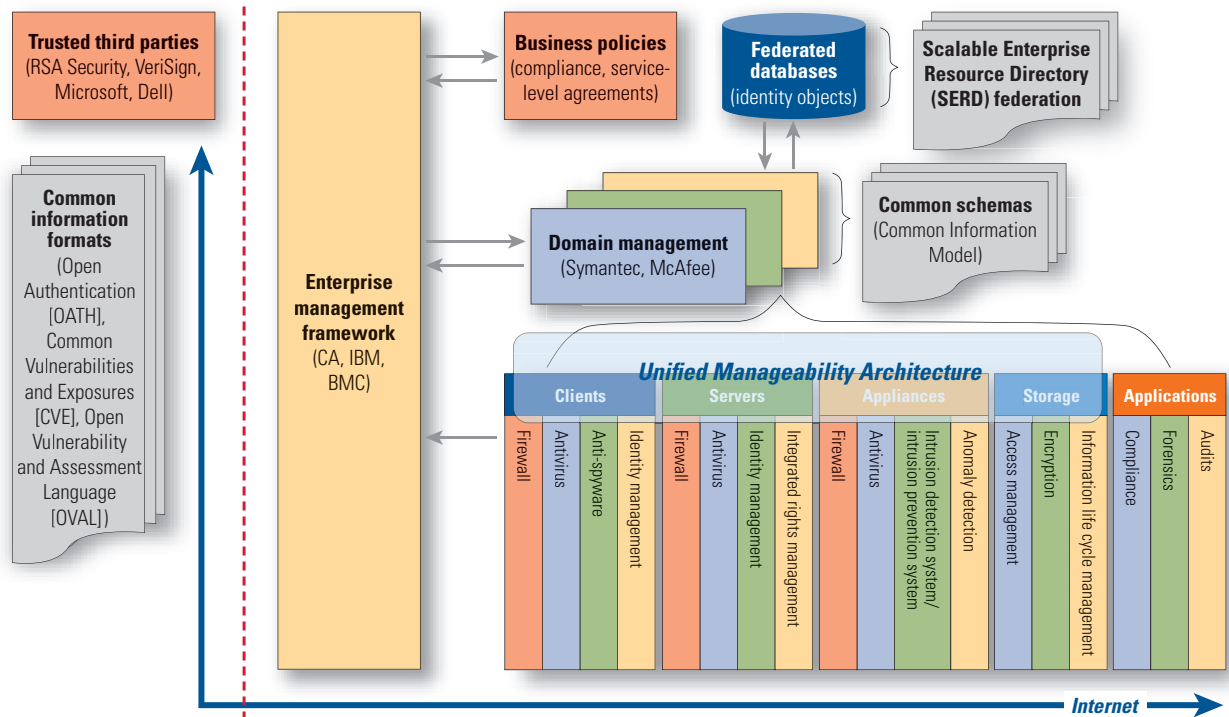 Trusted third parties
(RSA Security, VeriSign,
Microsoft, Dell)
Common
information
formats
(Open
Authentication
[OATH],
Common
Vulnerabilities
and Exposures
[CVE], Open
Vulnerability
and Assessment
Language
[OVAL])
Enterprise
management
framework
(CA, IBM,
BMC)
Business policies
(compliance, service-
level agreements)
Federated
databases
(identity objects)
Scalable Enterprise
Resource Directory
(SERD) federation
Domain management
(Symantec, McAfee)
Common schemas
(Common Information
Model)
Unified Manageability Architecture
Clients
Firewall
Antivirus
Anti-spyware
Identity management
Servers
Firewall
Antivirus
Identity management
Integrated rights management
Appliances
Firewall
Antivirus
Intrusion detection system/
intrusion prevention system
Anomaly detection
Storage
Access management
Encryption
Information life cycle management
Applications
Compliance
Forensics
Audits
Internet